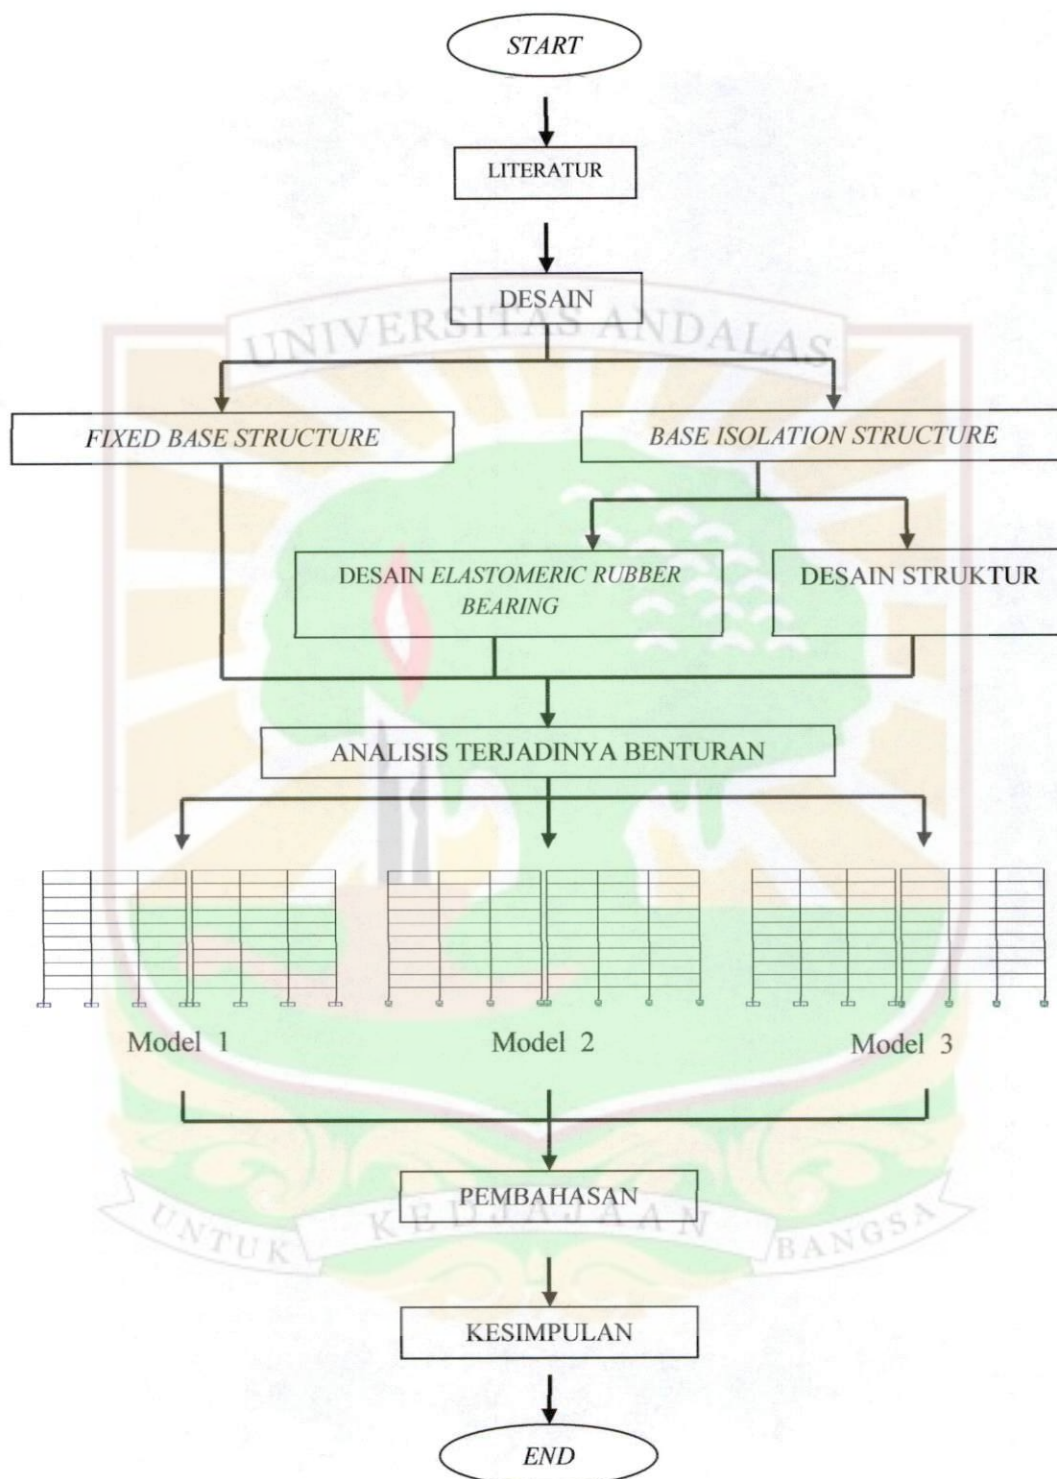 START
LITERATUR
DESAIN
UNIVERSITAS ANDALAS
FIXED BASE STRUCTURE
BASE ISOLATION STRUCTURE
DESAIN ELASTOMERIC RUBBER
BEARING
DESAIN STRUKTUR
ANALISIS TERJADINYA BENTURAN
Model 1
Model 2
Model 3
PEMBAHASAN
UNTUK KEDJAJAAN BANGSA
KESIMPULAN
END